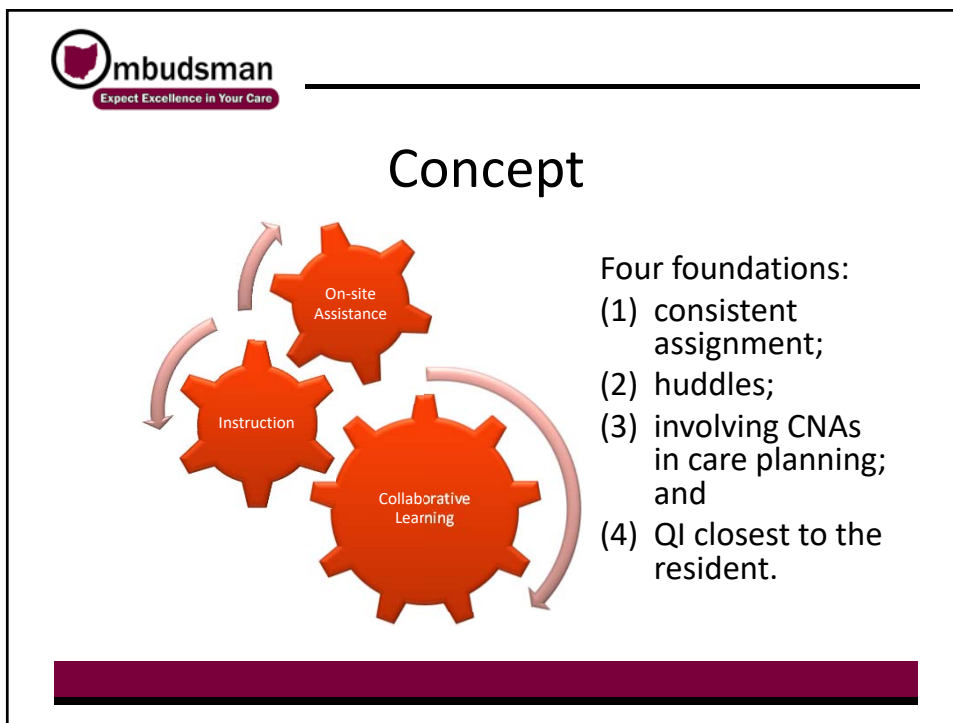 Ombudsman
Expect Excellence in Your Care
Concept
On-site
Assistance
Instruction
Collaborative
Learning
Four foundations:
(1) consistent
assignment;
(2) huddles;
(3) involving CNAs
in care planning;
and
(4) QI closest to the
resident.